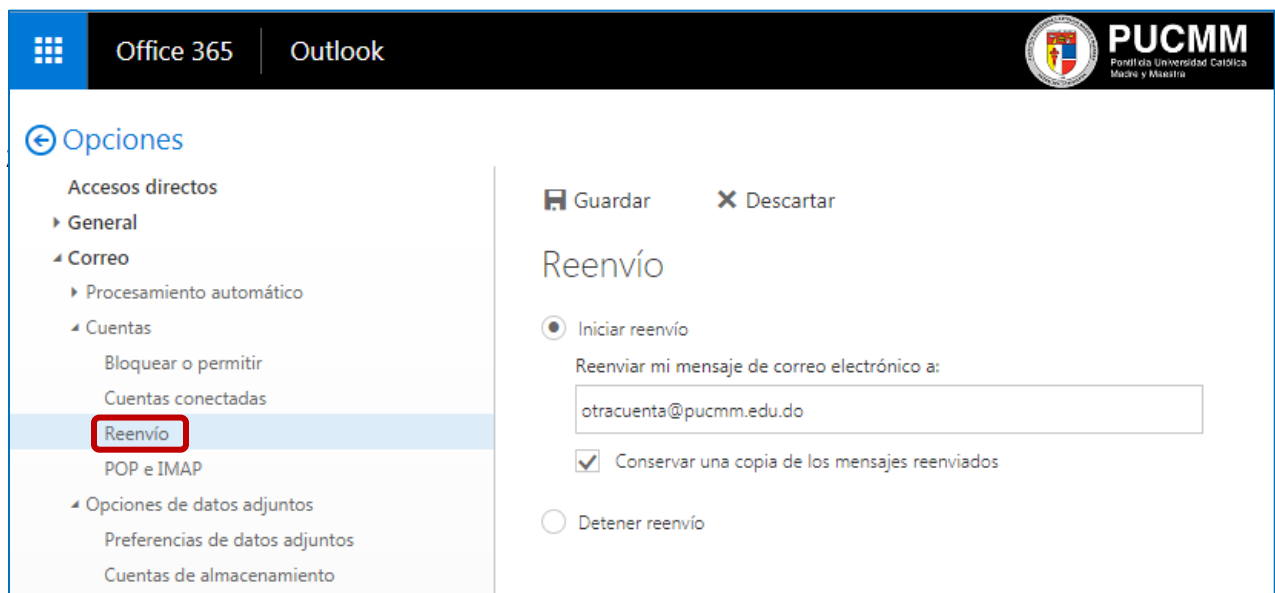 Office 365
Outlook
PUCMM
Pontificia Universidad Católica
Madre y Maestra
Opciones
Accesos directos
General
Correo
Procesamiento automático
Cuentas
Bloquear o permitir
Cuentas conectadas
Reenvío
POP e IMAP
Opciones de datos adjuntos
Preferencias de datos adjuntos
Cuentas de almacenamiento
Guardar
Descartar
Reenvío
Iniciar reenvío
Reenviar mi mensaje de correo electrónico a:
otracuenta@pucmm.edu.do
Conservar una copia de los mensajes reenviados
Detener reenvío